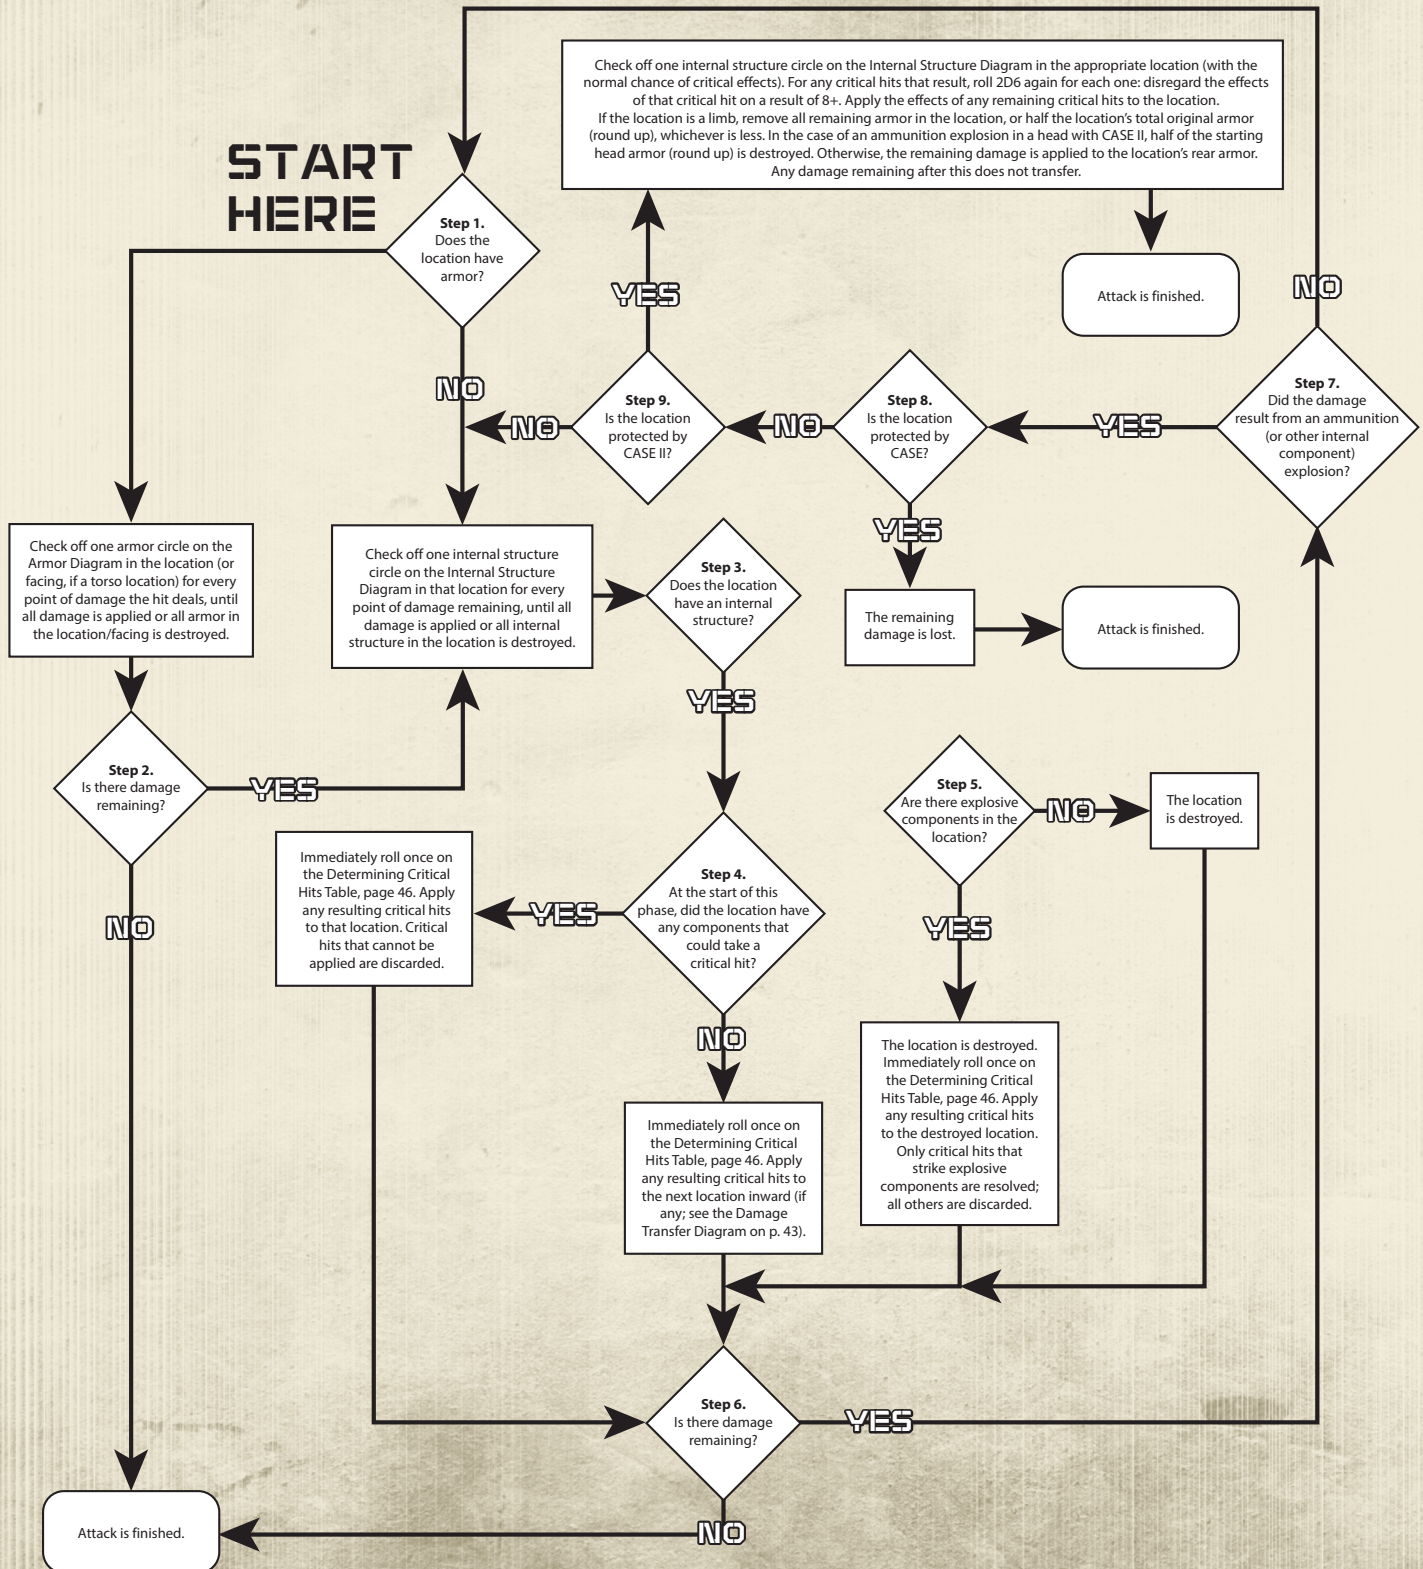 Check off one internal structure circle on the Internal Structure Diagram in the appropriate location (with the
normal chance of critical effects). For any critical hits that result, roll 2D6 again for each one: disregard the effects
of that critical hit on a result of 8+. Apply the effects of any remaining critical hits to the location.
If the location is a limb, remove all remaining armor in the location, or half the location's total original armor
(round up), whichever is less. In the case of an ammunition explosion in a head with CASE II, half of the starting
head armor (round up) is destroyed. Otherwise, the remaining damage is applied to the location's rear armor.
Any damage remaining after this does not transfer.
START
HERE
Step 1.
Does the
location have
armor?
YES
Attack is finished.
NO
NO
Step 9.
Is the location
protected by
CASE II?
NO
Step 8.
Is the location
protected by
CASE?
NO
YES
Step 7.
Did the damage
result from an ammunition
(or other internal
component)
explosion?
YES
Check off one armor circle on the
Armor Diagram in the location (or
facing, if a torso location) for every
point of damage the hit deals, until
all damage is applied or all armor in
the location/facing is destroyed.
Check off one internal structure
circle on the Internal Structure
Diagram in that location for every
point of damage remaining, until all
damage is applied or all internal
structure in the location is destroyed.
Step 3.
Does the location
have an internal
structure?
The remaining
damage is lost.
Attack is finished.
YES
Step 2.
Is there damage
remaining?
YES
Step 5.
Are there explosive
components in the
location?
NO
The location
is destroyed.
Immediately roll once on
the Determining Critical
Hits Table, page 46. Apply
any resulting critical hits
to that location. Critical
hits that cannot be
applied are discarded.
YES
Step 4.
At the start of this
phase, did the location have
any components that
could take a
critical hit?
YES
NO
NO
Immediately roll once on
the Determining Critical
Hits Table, page 46. Apply
any resulting critical hits to
the next location inward (if
any; see the Damage
Transfer Diagram on p. 43).
The location is destroyed.
Immediately roll once on
the Determining Critical
Hits Table, page 46. Apply
any resulting critical hits
to the destroyed location.
Only critical hits that
strike explosive
components are resolved;
all others are discarded.
Step 6.
Is there damage
remaining?
YES
NO
Attack is finished.